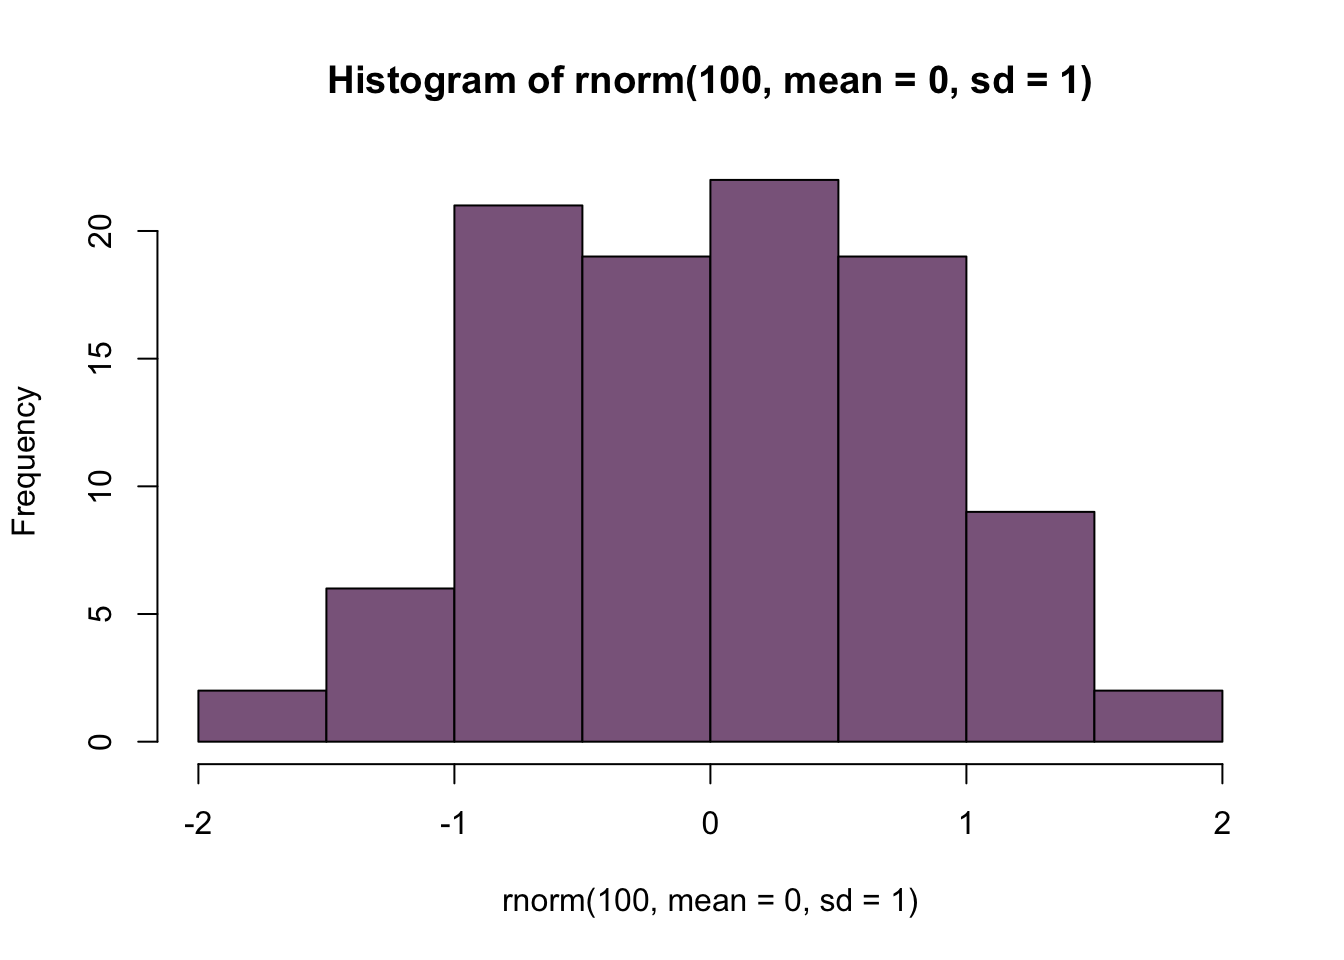 Histogram of rnorm(100, mean = 0, sd = 1)
Frequency
20
15
10
5
0
-2 -1 0 1 2
rnorm(100, mean = 0, sd = 1)